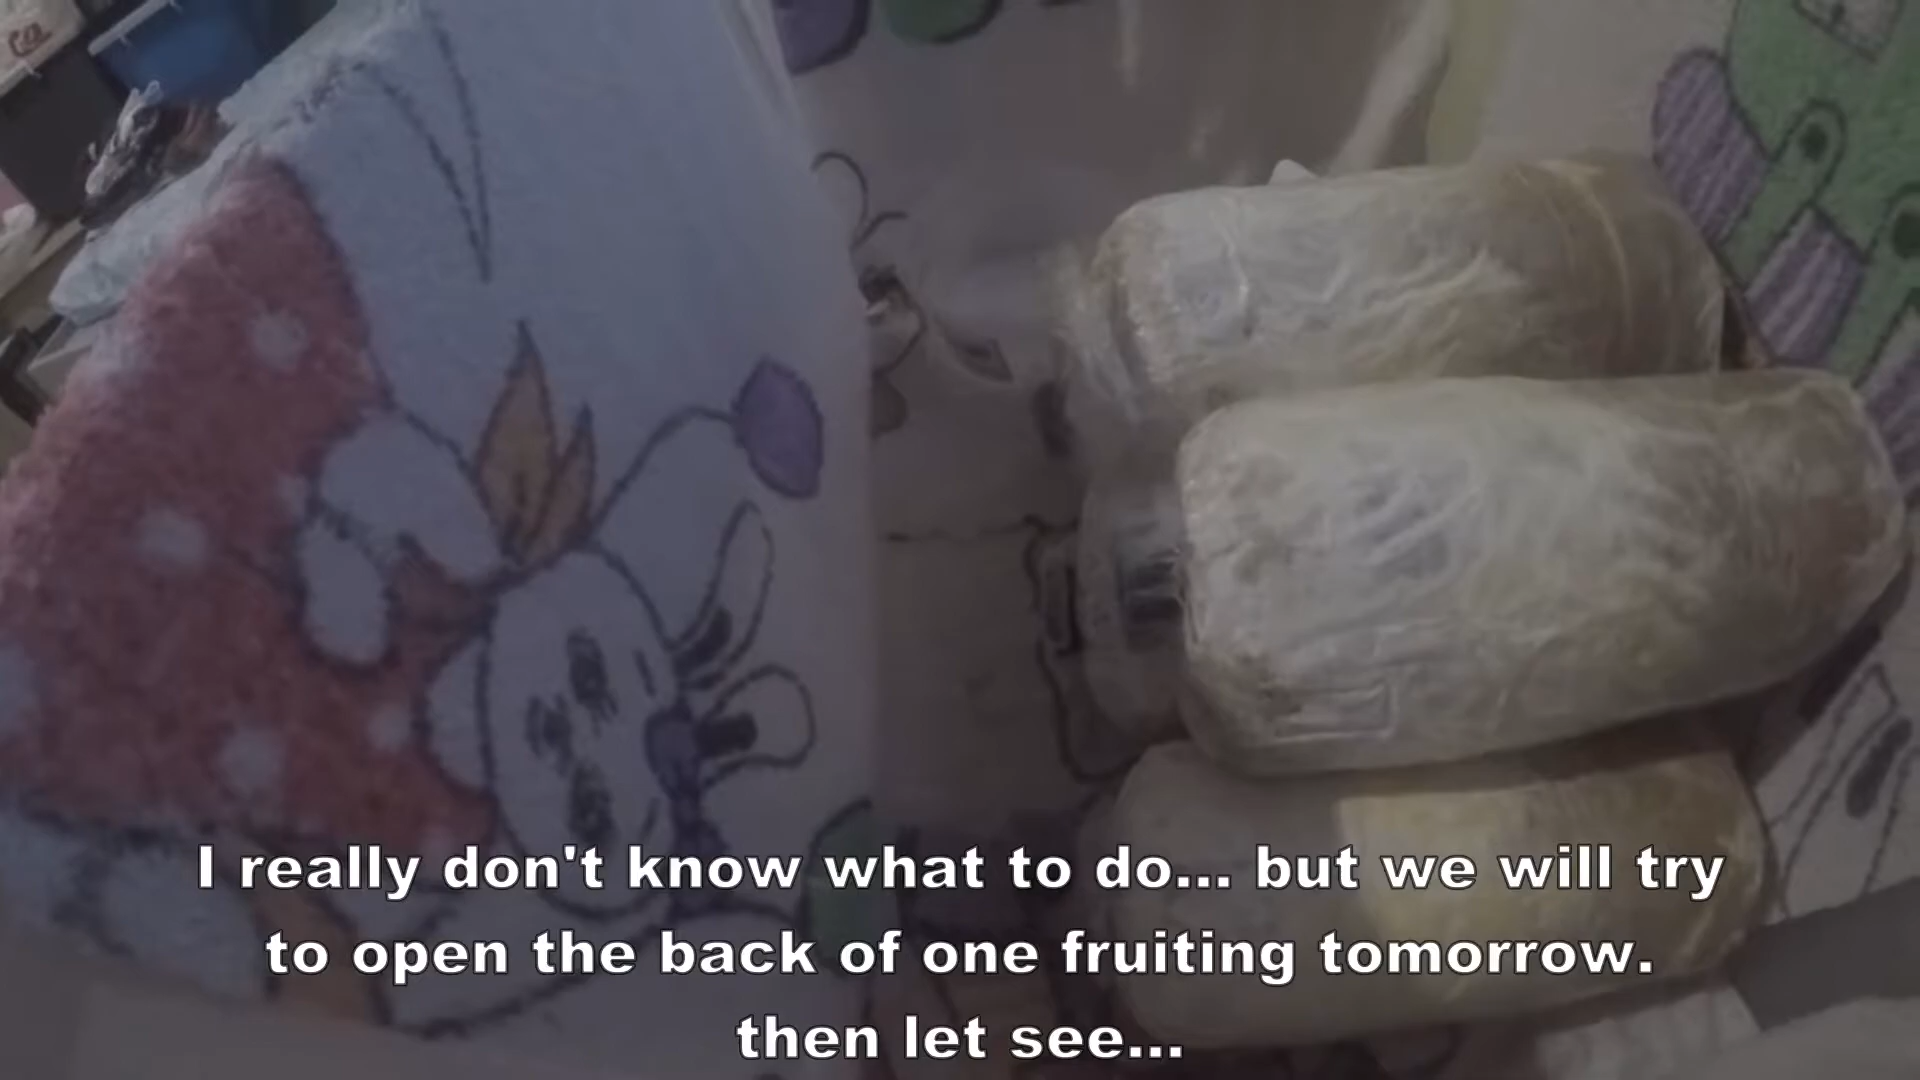 I really don't know what to do... but we will try
to open the back of one fruiting tomorrow.
then let see...